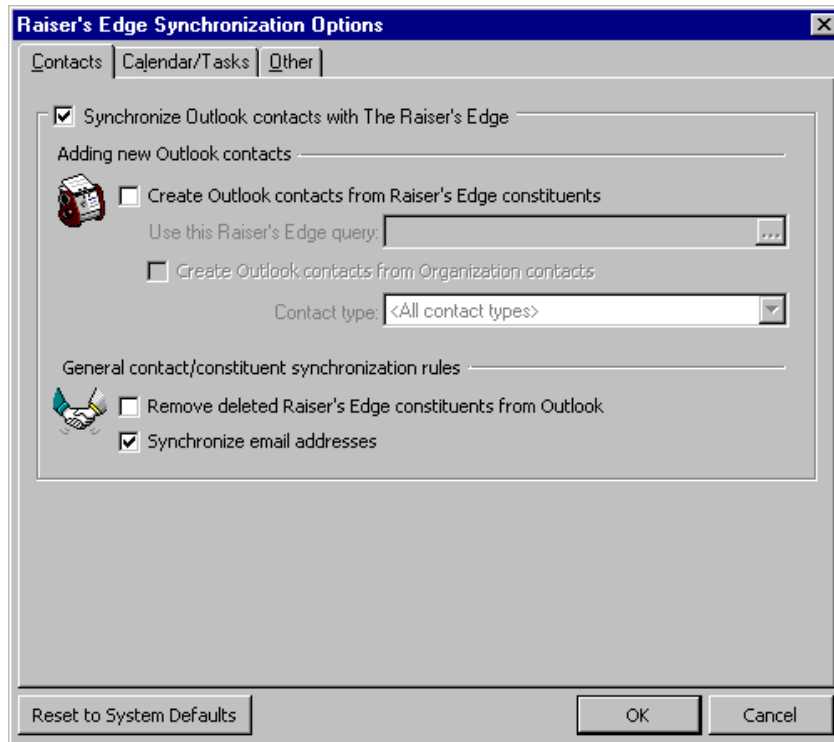 Raiser's Edge Synchronization Options
Contacts Calendar/Tasks Other
Synchronize Outlook contacts with The Raiser's Edge
Adding new Outlook contacts
Create Outlook contacts from Raiser's Edge constituents
Use this Raiser's Edge query: ...
Create Outlook contacts from Organization contacts
Contact type: <All contact types>
General contact/constituent synchronization rules
Remove deleted Raiser's Edge constituents from Outlook
Synchronize email addresses
Reset to System Defaults OK Cancel